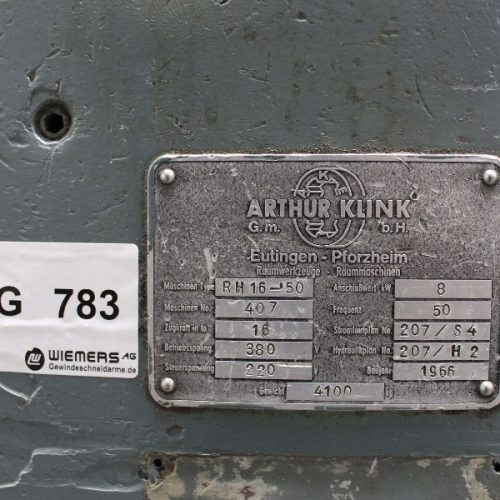 G 783
WIEMERS AG
Gewindeschneidarme.de
ARTHUR KLINK
G.m. b.H.
Eutingen - Pforzheim
Räumwerkzeuge - Räummaschinen
Maschinen Type RH 16-50
Maschinen No. 407
Zugkraft in to. 16
Betriebsspanng. 380
Steuerspannung 220
Anschlußwert kW. 8
Frequenz 50
Stromlaufplan No. 207/S4
Hydraulikplan No. 207/H2
Baujahr 1966
Gewicht 4100